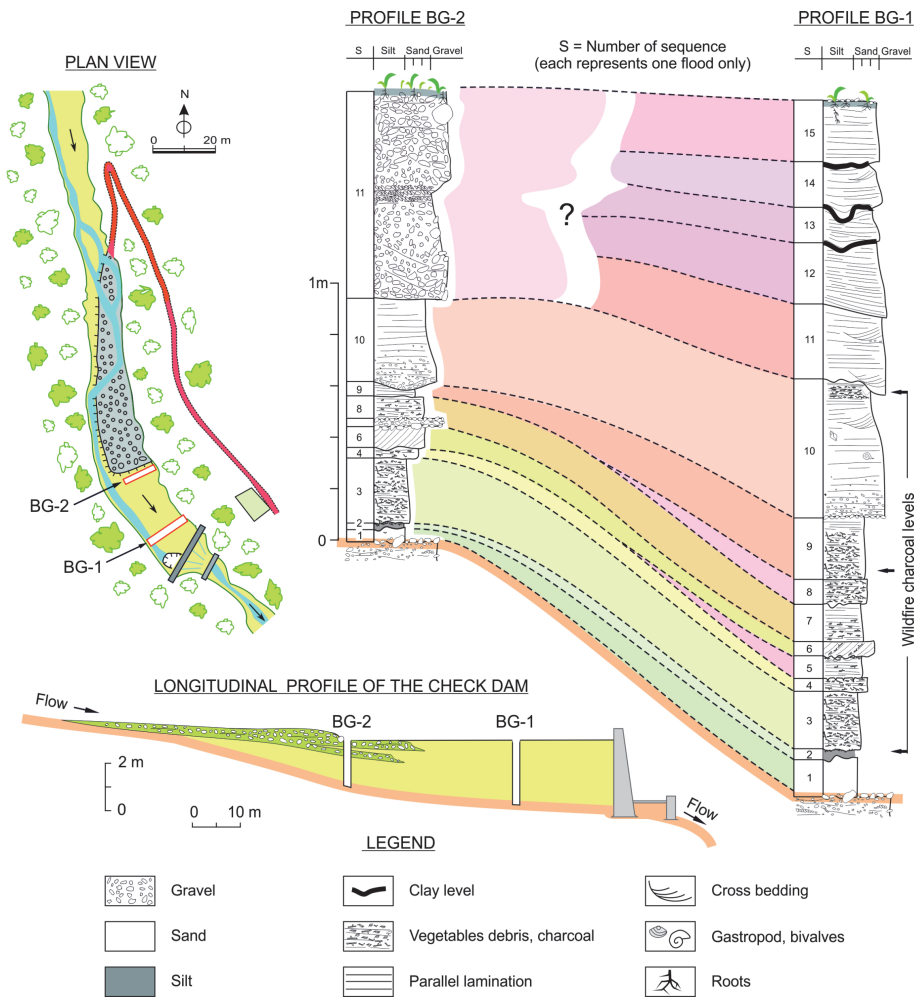 PROFILE BG-2
PROFILE BG-1
S
Silt
Sand
Gravel
S = Number of sequence
(each represents one flood only)
S
Silt
Sand
Gravel
PLAN VIEW
N
0
20 m
BG-2
BG-1
1m
0
11
10
9
8
6
4
3
2
1
?
15
14
13
12
11
10
9
8
7
6
5
4
3
2
1
Wildfire charcoal levels
LONGITUDINAL PROFILE OF THE CHECK DAM
Flow
BG-2
BG-1
2 m
0
0
10 m
Flow
LEGEND
Gravel
Clay level
Cross bedding
Sand
Vegetables debris, charcoal
Gastropod, bivalves
Silt
Parallel lamination
Roots